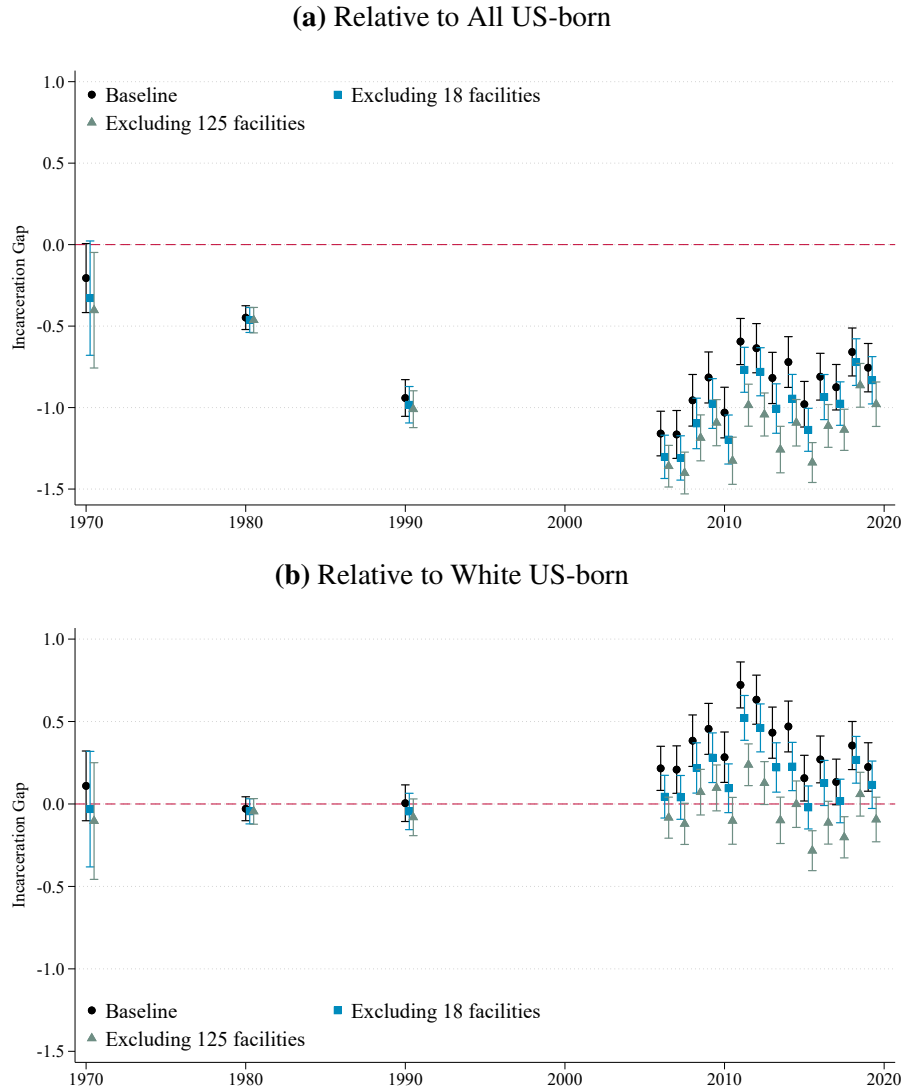 (a) Relative to All US-born
1.0
Baseline
Excluding 18 facilities
Excluding 125 facilities
0.5
0.0
Incarceration Gap
-0.5
-1.0
-1.5
1970 1980 1990 2000 2010 2020
(b) Relative to White US-born
1.0
0.5
0.0
Incarceration Gap
-0.5
-1.0
Baseline
Excluding 18 facilities
Excluding 125 facilities
-1.5
1970 1980 1990 2000 2010 2020